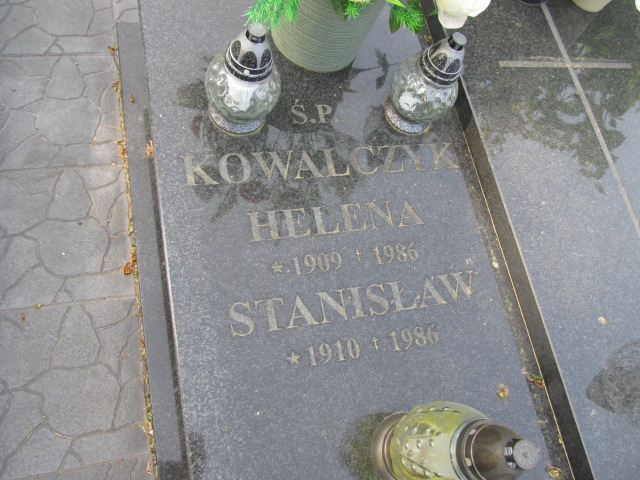 Ś.P.
KOWALCZYK
HELENA
* 1909 † 1986
STANISŁAW
* 1910 † 1986